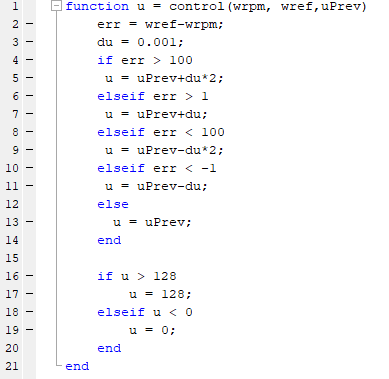 1 function u = control(wrpm, wref,uPrev)
2 err = wref-wrpm;
3 du = 0.001;
4 if err > 100
5 u = uPrev+du*2;
6 elseif err > 1
7 u = uPrev+du;
8 elseif err < 100
9 u = uPrev-du*2;
10 elseif err < -1
11 u = uPrev-du;
12 else
13 u = uPrev;
14 end
15
16 if u > 128
17 u = 128;
18 elseif u < 0
19 u = 0;
20 end
21 end